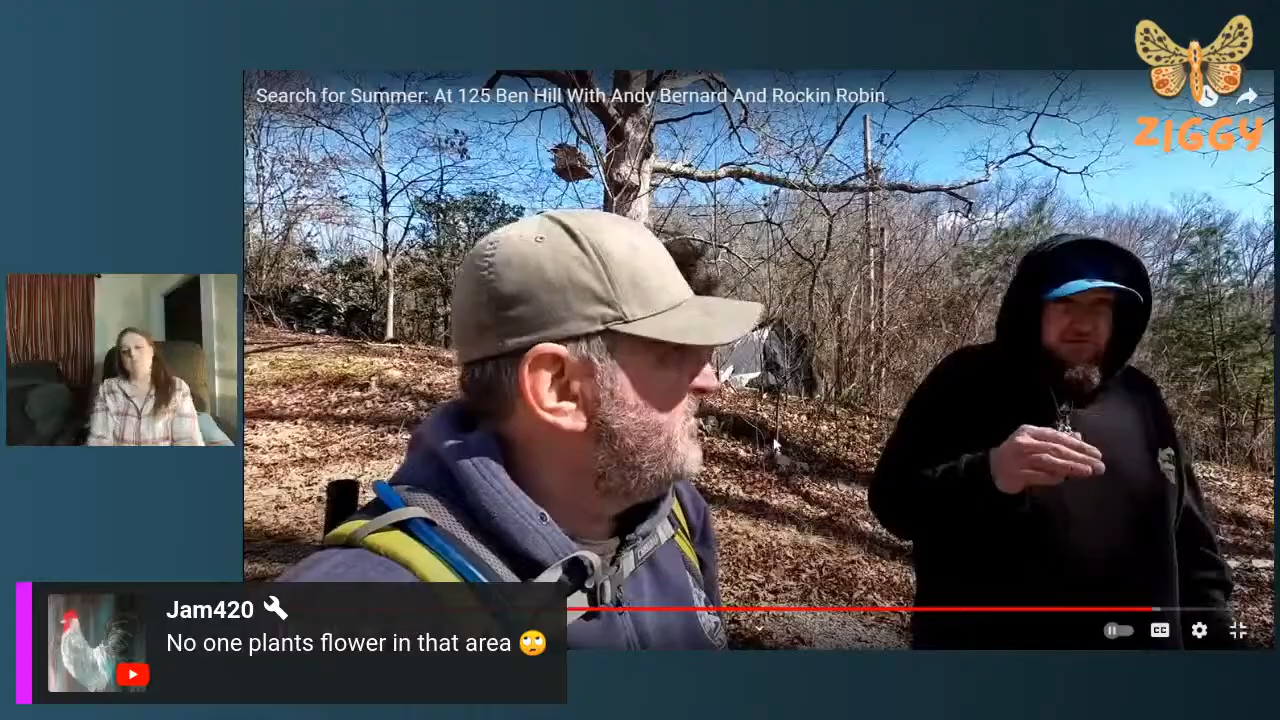 Search for Summer: At 125 Ben Hill With Andy Bernard And Rockin Robin
ZIGGY
Jam420
No one plants flower in that area 🙄
CC